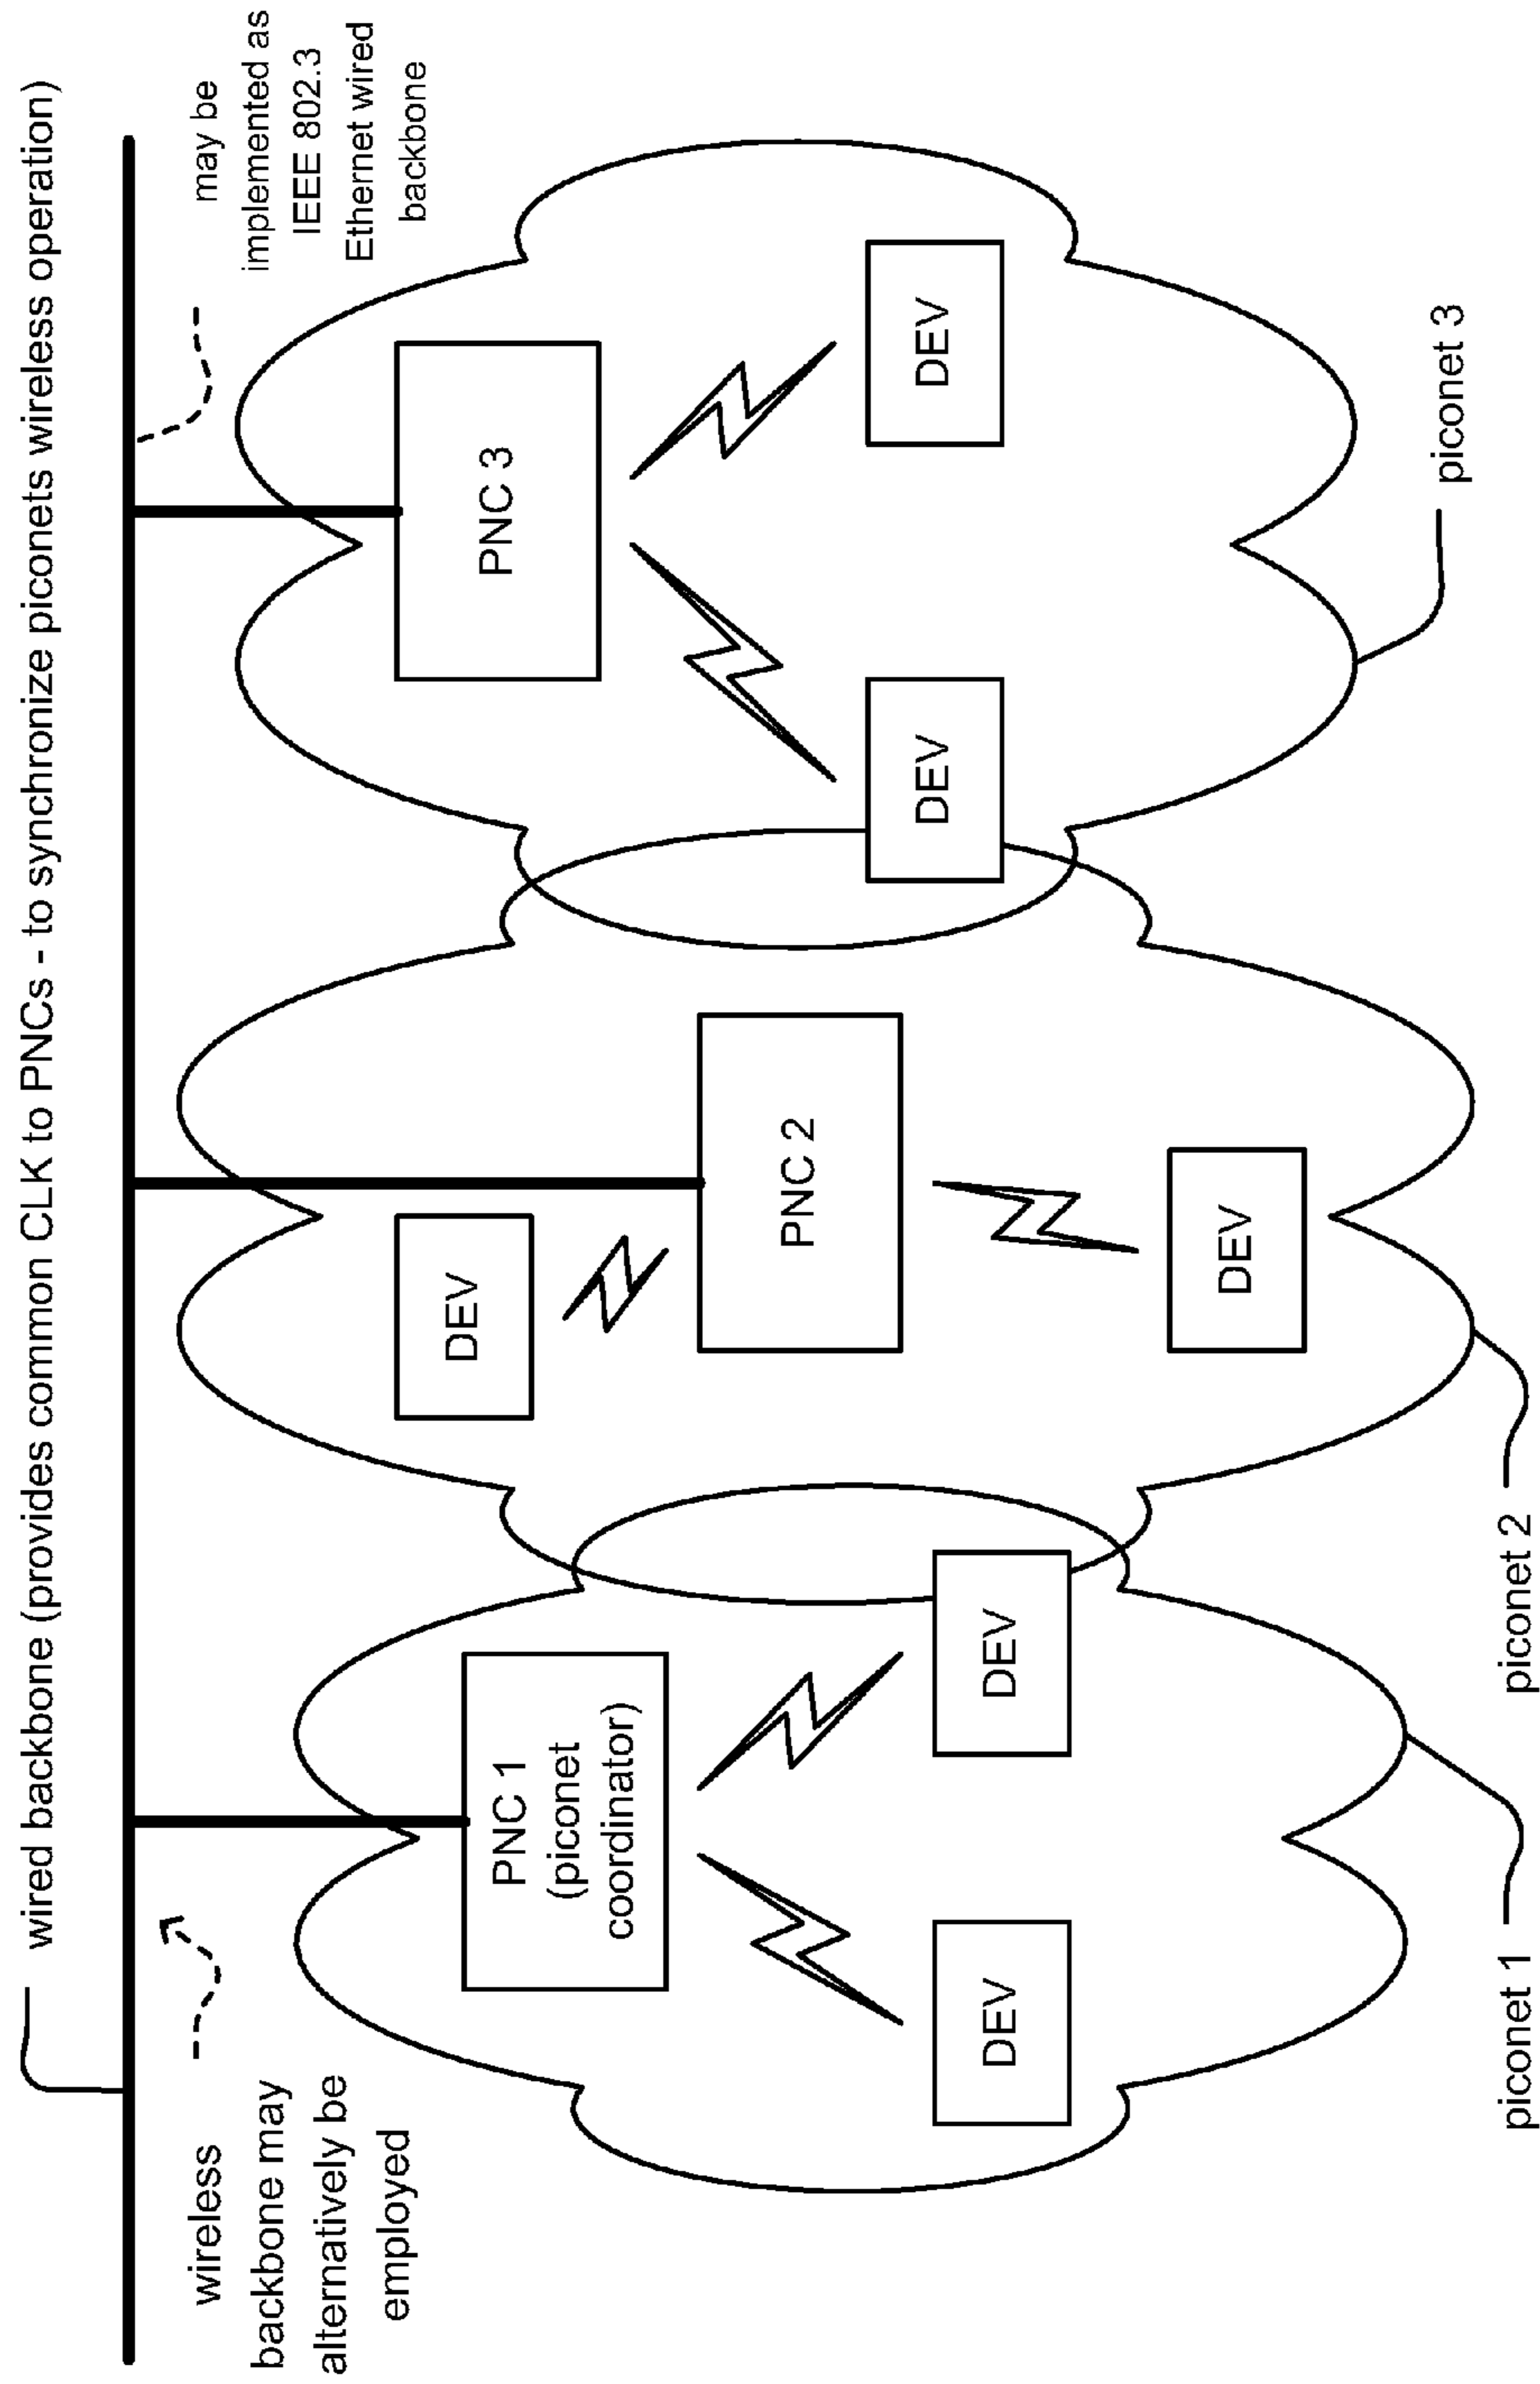 wired backbone (provides common CLK to PNCs - to synchronize piconets wireless operation)
wireless
backbone may
alternatively be
employed
may be
implemented as
IEEE 802.3
Ethernet wired
backbone
PNC 1
(piconet
coordinator)
DEV
DEV
piconet 1
DEV
PNC 2
DEV
piconet 2
PNC 3
DEV
DEV
piconet 3